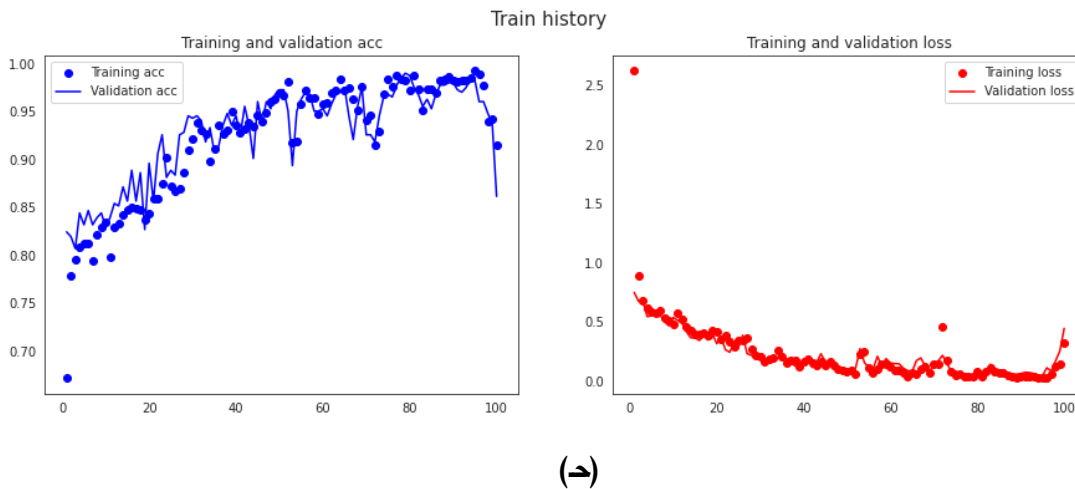 Train history
Training and validation acc
Training acc
Validation acc
1.00
0.95
0.90
0.85
0.80
0.75
0.70
0 20 40 60 80 100
Training and validation loss
Training loss
Validation loss
2.5
2.0
1.5
1.0
0.5
0.0
0 20 40 60 80 100
(حـ)